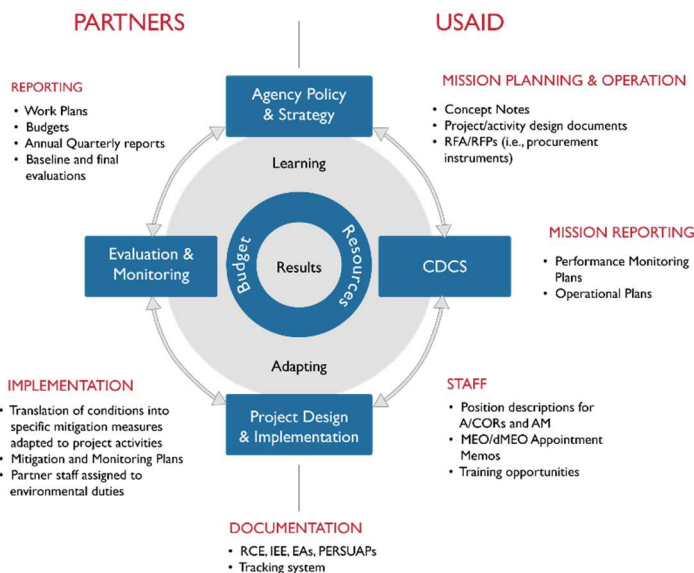 PARTNERS
USAID
REPORTING
• Work Plans
• Budgets
• Annual Quarterly reports
• Baseline and final
evaluations
Agency Policy
& Strategy
MISSION PLANNING & OPERATION
• Concept Notes
• Project/activity design documents
• RFA/RFPs (i.e., procurement
instruments)
Learning
Evaluation &
Monitoring
Budget
Results
Resources
CDCS
MISSION REPORTING
• Performance Monitoring
Plans
• Operational Plans
Adapting
IMPLEMENTATION
• Translation of conditions into
specific mitigation measures
adapted to project activities
• Mitigation and Monitoring Plans
• Partner staff assigned to
environmental duties
Project Design
& Implementation
STAFF
• Position descriptions for
A/CORs and AM
• MEO/dMEO Appointment
Memos
• Training opportunities
DOCUMENTATION
• RCE, IEE, EAs, PERSUAPs
• Tracking system